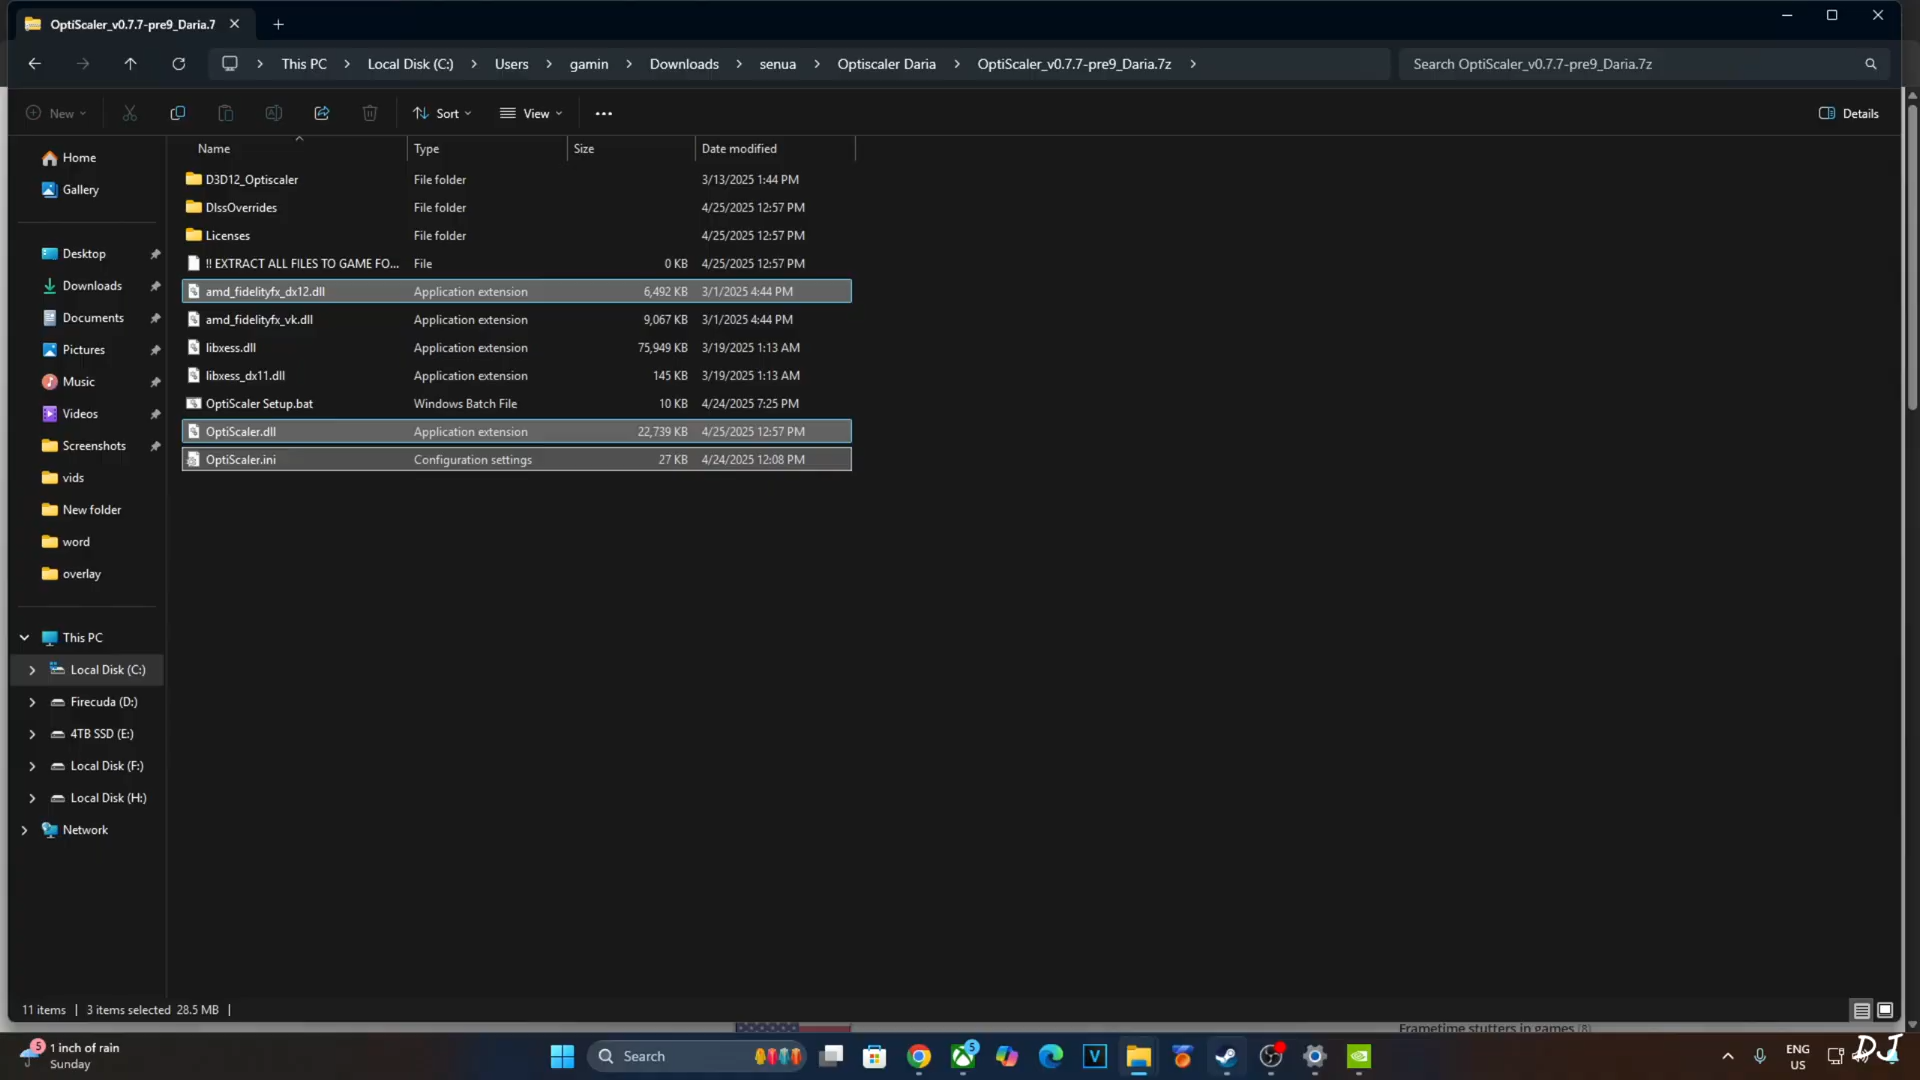 OptiScaler_v0.7.7-pre9_Daria.7
This PC
Local Disk (C:)
Users
gamin
Downloads
senua
Optiscaler Daria
OptiScaler_v0.7.7-pre9_Daria.7z
Search OptiScaler_v0.7.7-pre9_Daria.7z
New
Sort
View
Details
Name Type Size Date modified
Home
Gallery
Desktop
Downloads
Documents
Pictures
Music
Videos
Screenshots
vids
New folder
word
overlay
This PC
Local Disk (C:)
Firecuda (D:)
4TB SSD (E:)
Local Disk (F:)
Local Disk (H:)
Network
D3D12_Optiscaler File folder 3/13/2025 1:44 PM
DlssOverrides File folder 4/25/2025 12:57 PM
Licenses File folder 4/25/2025 12:57 PM
!! EXTRACT ALL FILES TO GAME FO... File 0 KB 4/25/2025 12:57 PM
amd_fidelityfx_dx12.dll Application extension 6,492 KB 3/1/2025 4:44 PM
amd_fidelityfx_vk.dll Application extension 9,067 KB 3/1/2025 4:44 PM
libxess.dll Application extension 75,949 KB 3/19/2025 1:13 AM
libxess_dx11.dll Application extension 145 KB 3/19/2025 1:13 AM
OptiScaler Setup.bat Windows Batch File 10 KB 4/24/2025 7:25 PM
OptiScaler.dll Application extension 22,739 KB 4/25/2025 12:57 PM
OptiScaler.ini Configuration settings 27 KB 4/24/2025 12:08 PM
11 items | 3 items selected 28.5 MB |
Frametime stutters in games (8)
5
1 inch of rain
Sunday
Search
5
V
ENG
US
DJ